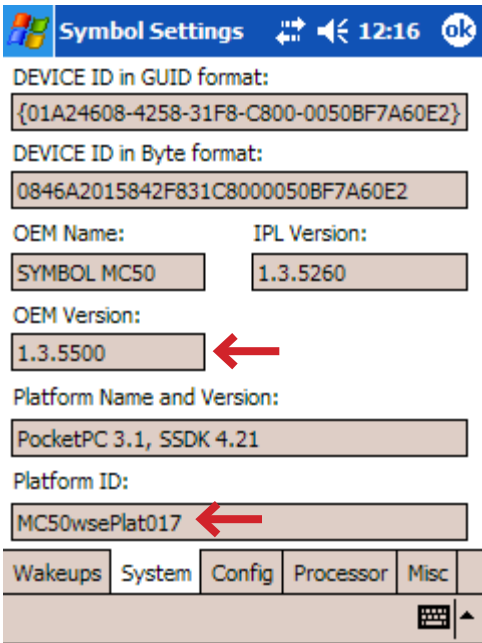 Symbol Settings 12:16 ok
DEVICE ID in GUID format:
{01A24608-4258-31F8-C800-0050BF7A60E2}
DEVICE ID in Byte format:
0846A2015842F831C8000050BF7A60E2
OEM Name: IPL Version:
SYMBOL MC50 1.3.5260
OEM Version:
1.3.5500
Platform Name and Version:
PocketPC 3.1, SSDK 4.21
Platform ID:
MC50wsePlat017
Wakeups System Config Processor Misc